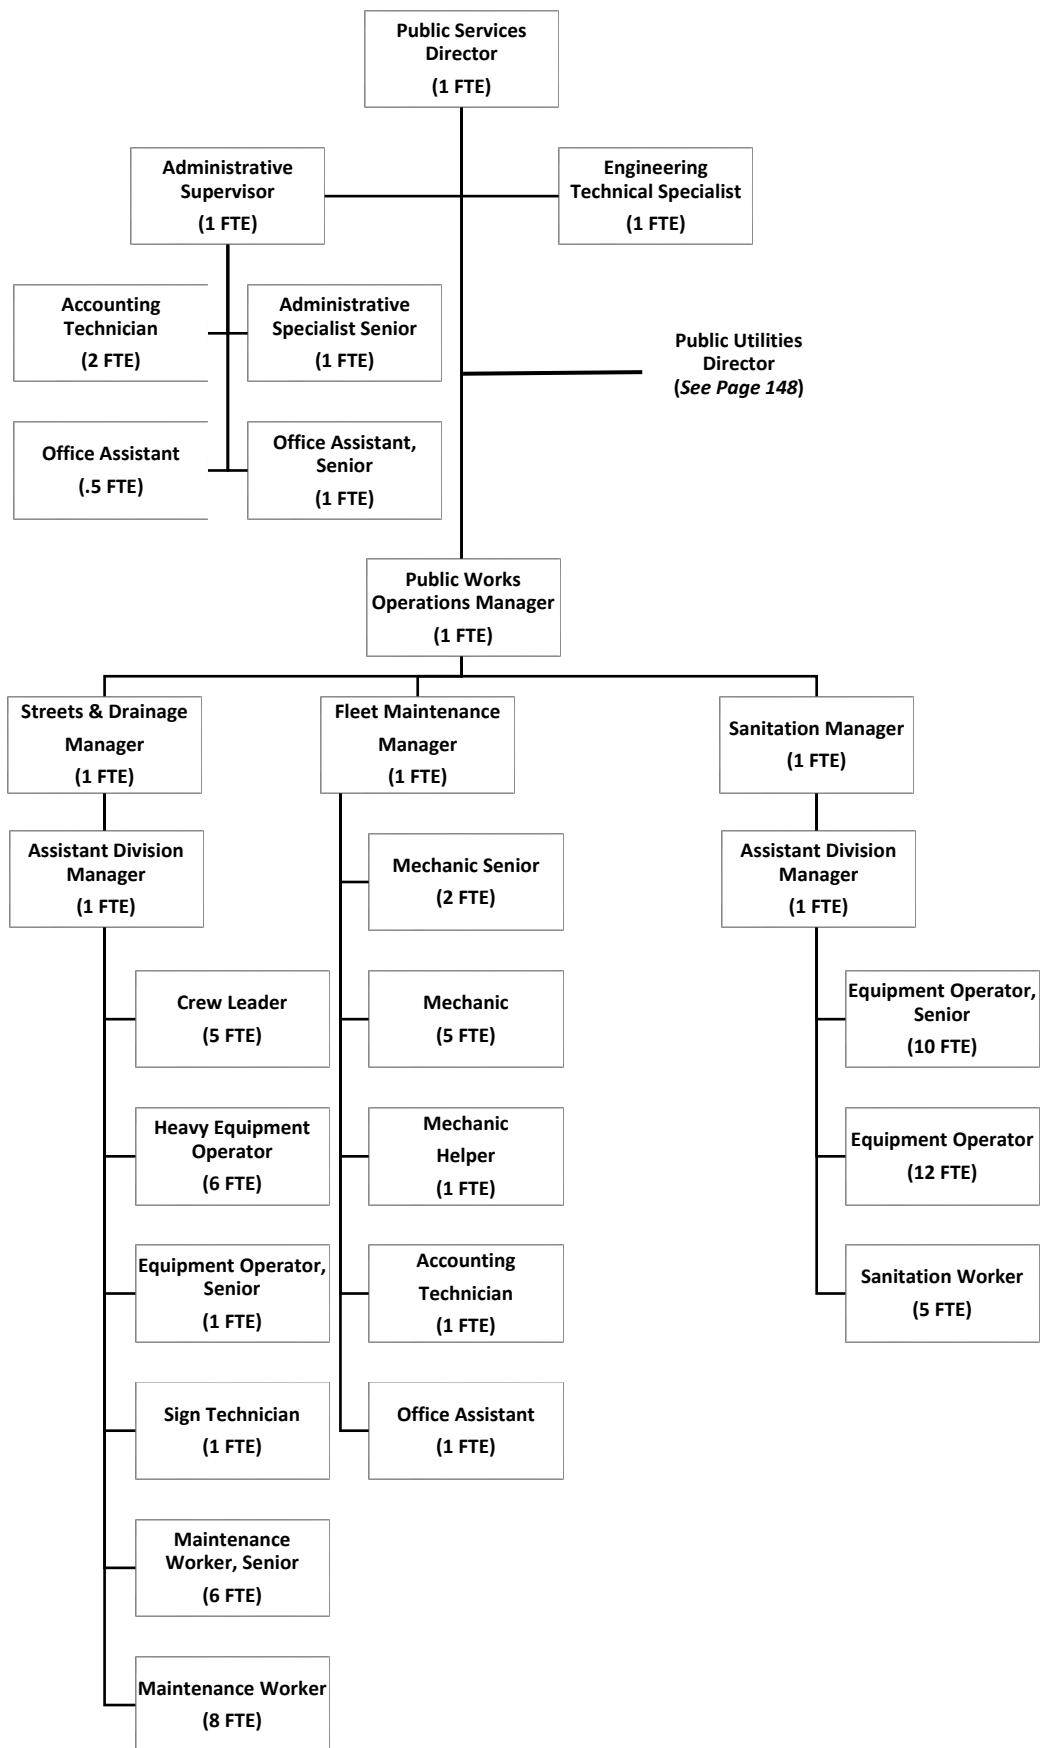 Public Services
Director
(1 FTE)
Administrative
Supervisor
(1 FTE)
Engineering
Technical Specialist
(1 FTE)
Accounting
Technician
(2 FTE)
Administrative
Specialist Senior
(1 FTE)
Public Utilities
Director
(See Page 148)
Office Assistant
(.5 FTE)
Office Assistant,
Senior
(1 FTE)
Public Works
Operations Manager
(1 FTE)
Streets & Drainage
Manager
(1 FTE)
Fleet Maintenance
Manager
(1 FTE)
Sanitation Manager
(1 FTE)
Assistant Division
Manager
(1 FTE)
Mechanic Senior
(2 FTE)
Assistant Division
Manager
(1 FTE)
Crew Leader
(5 FTE)
Mechanic
(5 FTE)
Equipment Operator,
Senior
(10 FTE)
Heavy Equipment
Operator
(6 FTE)
Mechanic
Helper
(1 FTE)
Equipment Operator
(12 FTE)
Equipment Operator,
Senior
(1 FTE)
Accounting
Technician
(1 FTE)
Sanitation Worker
(5 FTE)
Sign Technician
(1 FTE)
Office Assistant
(1 FTE)
Maintenance
Worker, Senior
(6 FTE)
Maintenance Worker
(8 FTE)